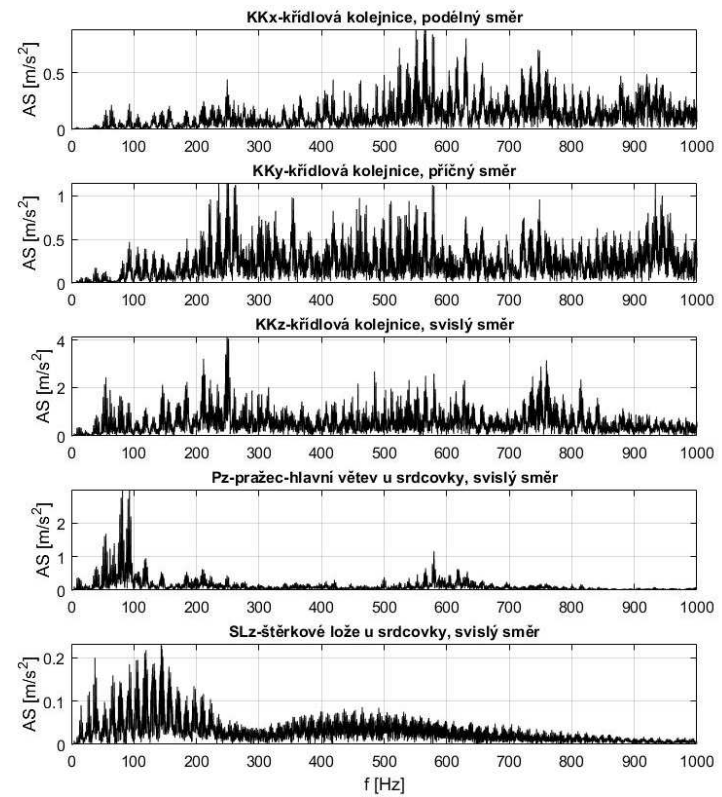 KKx-křídlová kolejnice, podélný směr
AS [m/s²]
0.5
0
0 100 200 300 400 500 600 700 800 900 1000
KKy-křídlová kolejnice, příčný směr
AS [m/s²]
1
0.5
0
0 100 200 300 400 500 600 700 800 900 1000
KKz-křídlová kolejnice, svislý směr
AS [m/s²]
4
2
0
0 100 200 300 400 500 600 700 800 900 1000
Pz-pražec-hlavní větev u srdcovky, svislý směr
AS [m/s²]
2
1
0
0 100 200 300 400 500 600 700 800 900 1000
SLz-štěrkové lože u srdcovky, svislý směr
AS [m/s²]
0.2
0.1
0
0 100 200 300 400 500 600 700 800 900 1000
f [Hz]